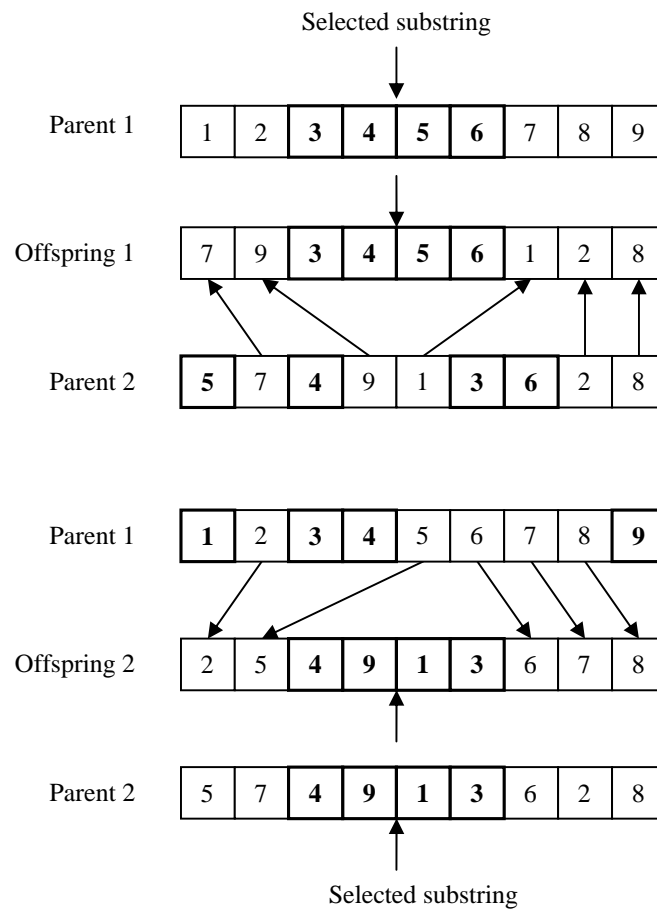 Selected substring
Parent 1 1 2 3 4 5 6 7 8 9
Offspring 1 7 9 3 4 5 6 1 2 8
Parent 2 5 7 4 9 1 3 6 2 8
Parent 1 1 2 3 4 5 6 7 8 9
Offspring 2 2 5 4 9 1 3 6 7 8
Parent 2 5 7 4 9 1 3 6 2 8
Selected substring